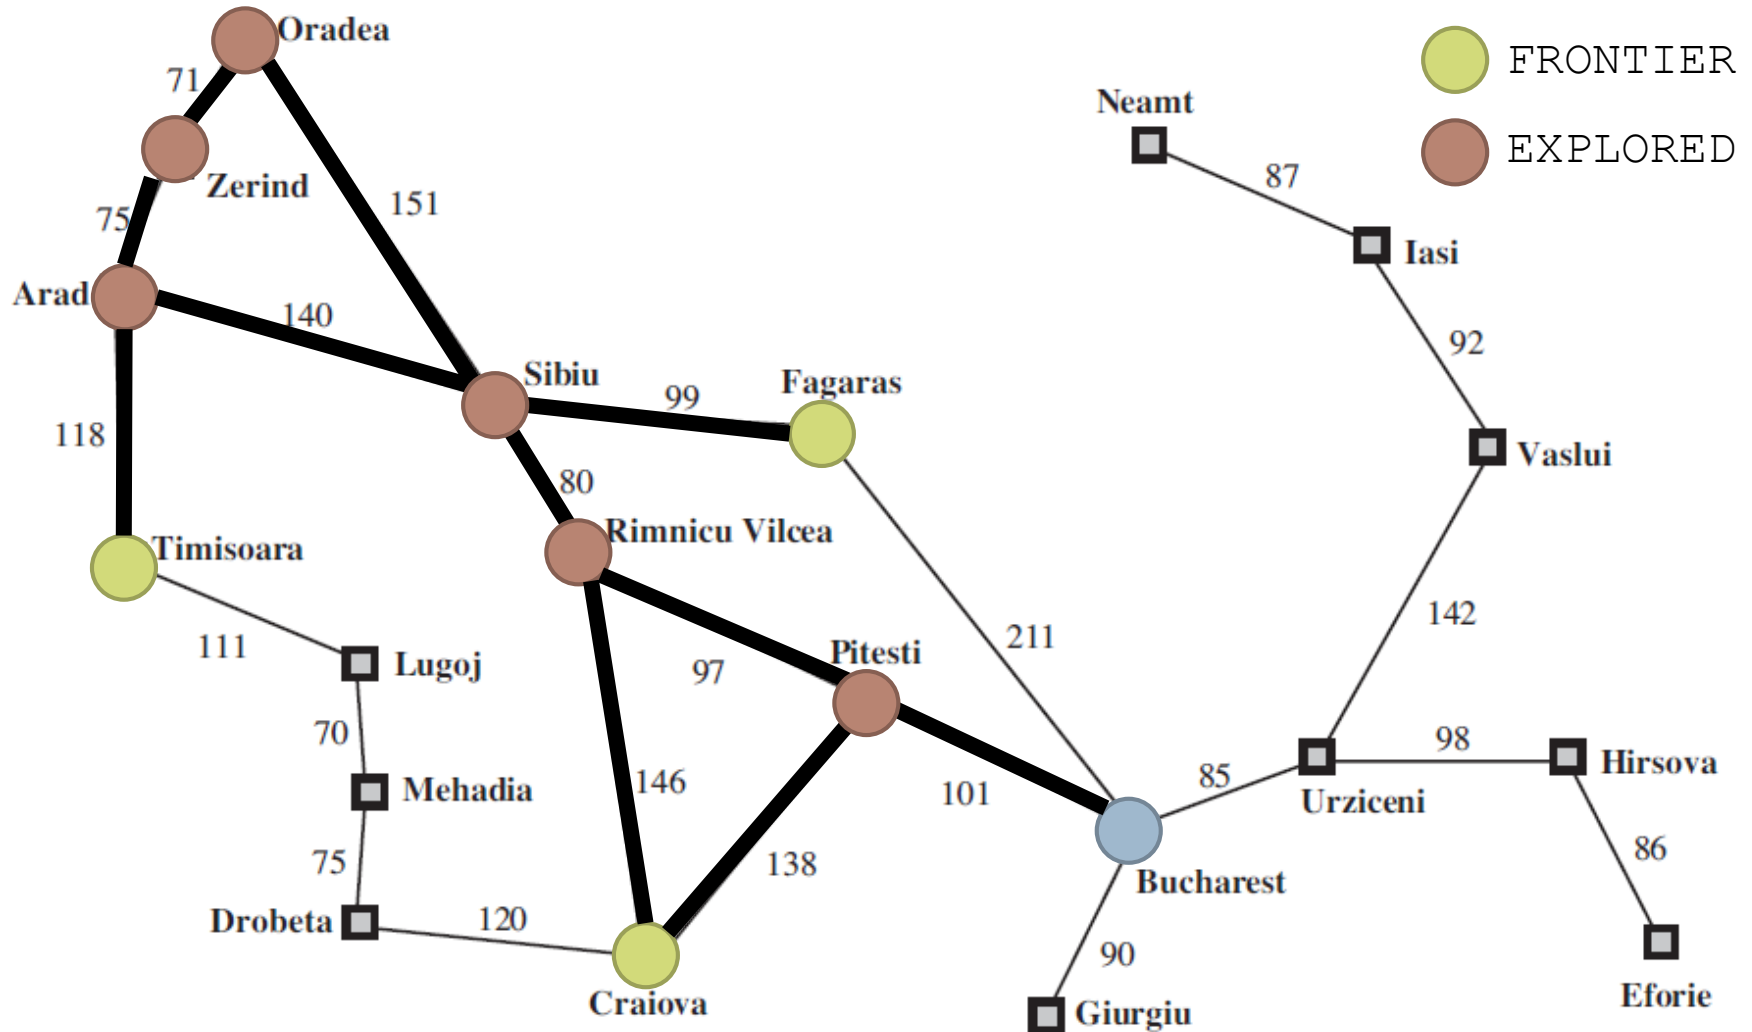 Oradea
FRONTIER
71
Neamt
EXPLORED
87
Zerind
151
75
Iasi
Arad
140
92
Sibiu
Fagaras
99
118
Vaslui
80
Rimnicu Vilcea
Timisoara
142
111
211
Pitesti
Lugoj
97
70
98
Hirsova
85
146
Mehadia
101
Urziceni
75
138
86
Bucharest
Drobeta
120
90
Craiova
Eforie
Giurgiu